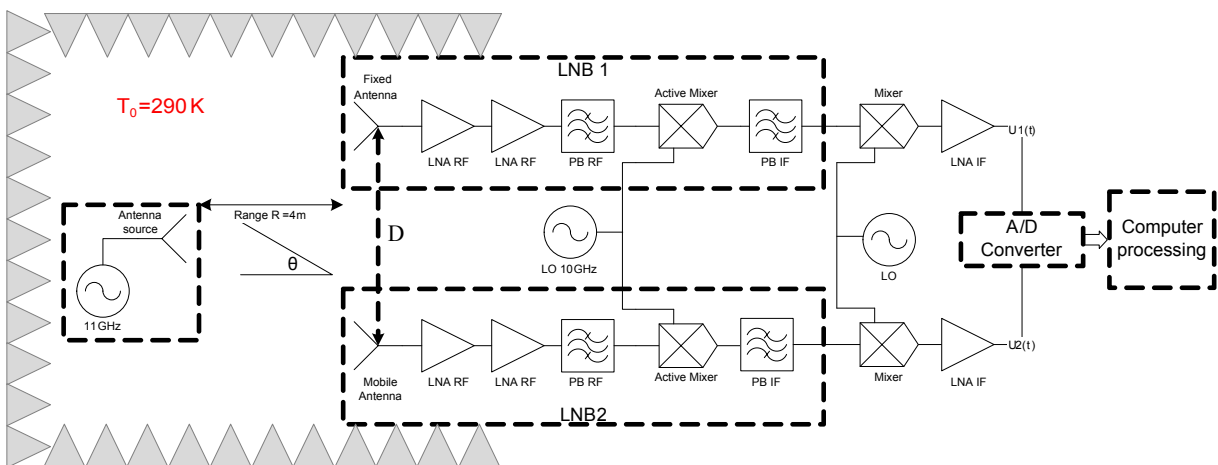 LNB 1
Fixed
Antenna
Active Mixer
Mixer
T₀=290 K
LNA RF
LNA RF
PB RF
PB IF
LNA IF
U1(t)
Antenna
source
Range R =4m
θ
D
11GHz
LO 10GHz
LO
A/D
Converter
Computer
processing
Mobile
Antenna
LNA RF
LNA RF
PB RF
Active Mixer
PB IF
Mixer
LNA IF
U2(t)
LNB2